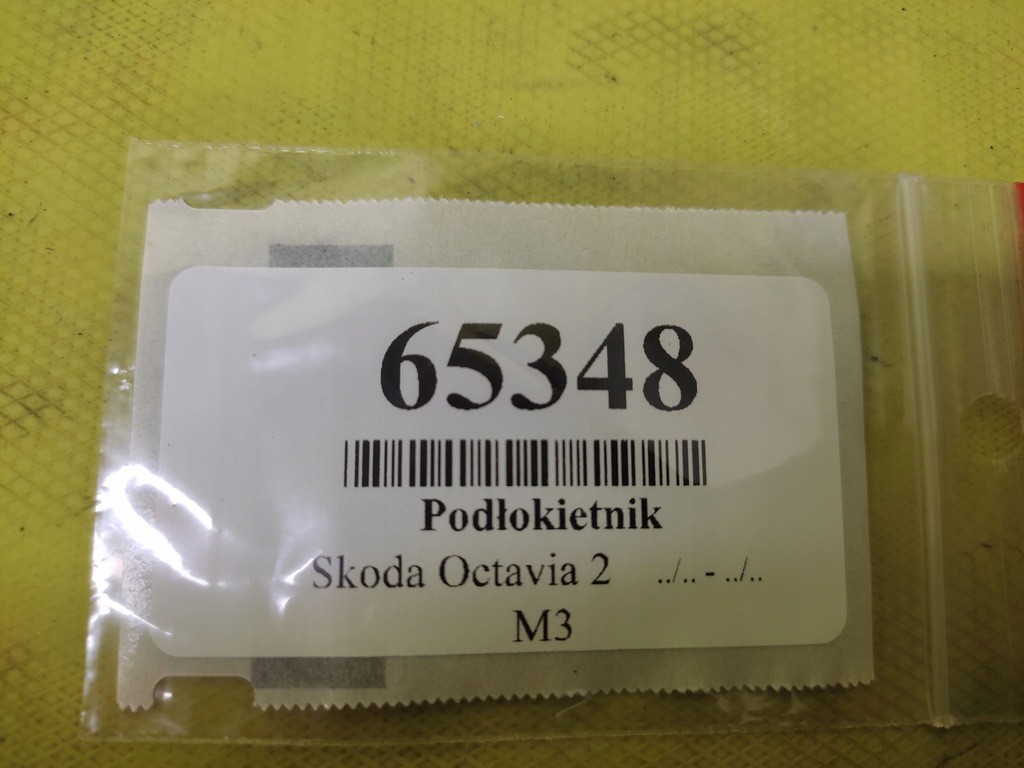 65348
Podłokietnik
Skoda Octavia 2 ../.. - ../..
M3